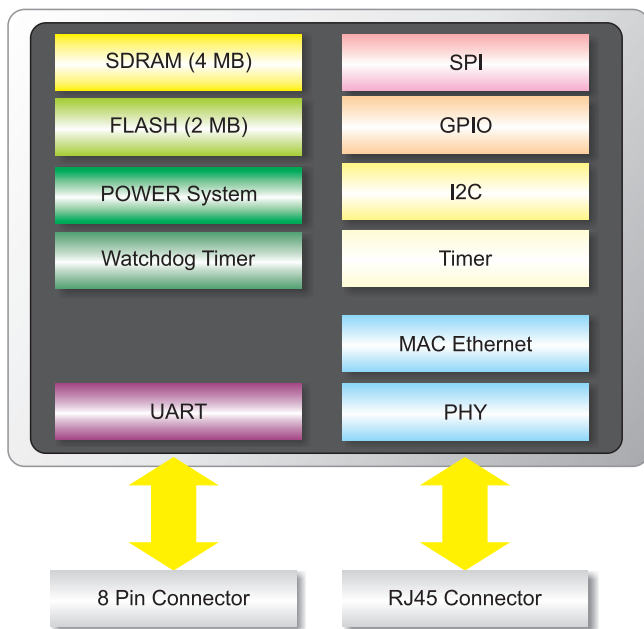 SDRAM (4 MB)
SPI
FLASH (2 MB)
GPIO
POWER System
I2C
Watchdog Timer
Timer
MAC Ethernet
UART
PHY
8 Pin Connector
RJ45 Connector